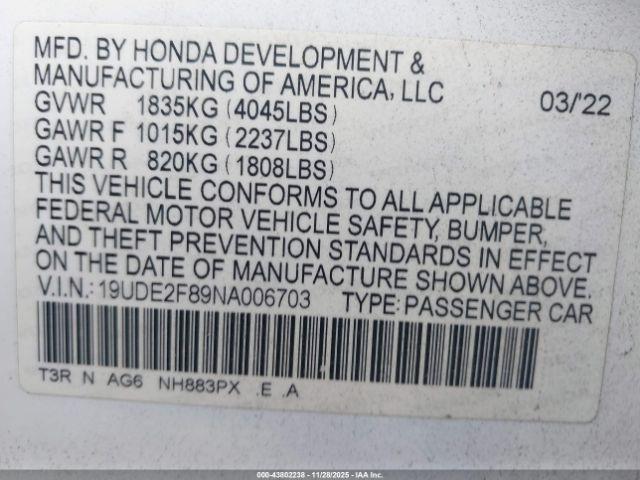 MFD. BY HONDA DEVELOPMENT &
MANUFACTURING OF AMERICA, LLC
03/'22
GVWR 1835KG (4045LBS)
GAWR F 1015KG (2237LBS)
GAWR R 820KG (1808LBS)
THIS VEHICLE CONFORMS TO ALL APPLICABLE
FEDERAL MOTOR VEHICLE SAFETY, BUMPER,
AND THEFT PREVENTION STANDARDS IN EFFECT
ON THE DATE OF MANUFACTURE SHOWN ABOVE.
V.I.N.: 19UDE2F89NA006703 TYPE: PASSENGER CAR
T3R N AG6 NH883PX .E .A
000-43802238 - 11/28/2025 - IAA Inc.